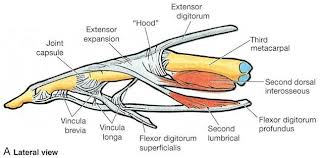 Extensor
digitorum
"Hood"
Extensor
expansion
Joint
capsule
Third
metacarpal
Second dorsal
interosseous
Vincula
brevia
Vincula
longa
Flexor digitorum
superficialis
Second
lumbrical
Flexor digitorum
profundus
A Lateral view